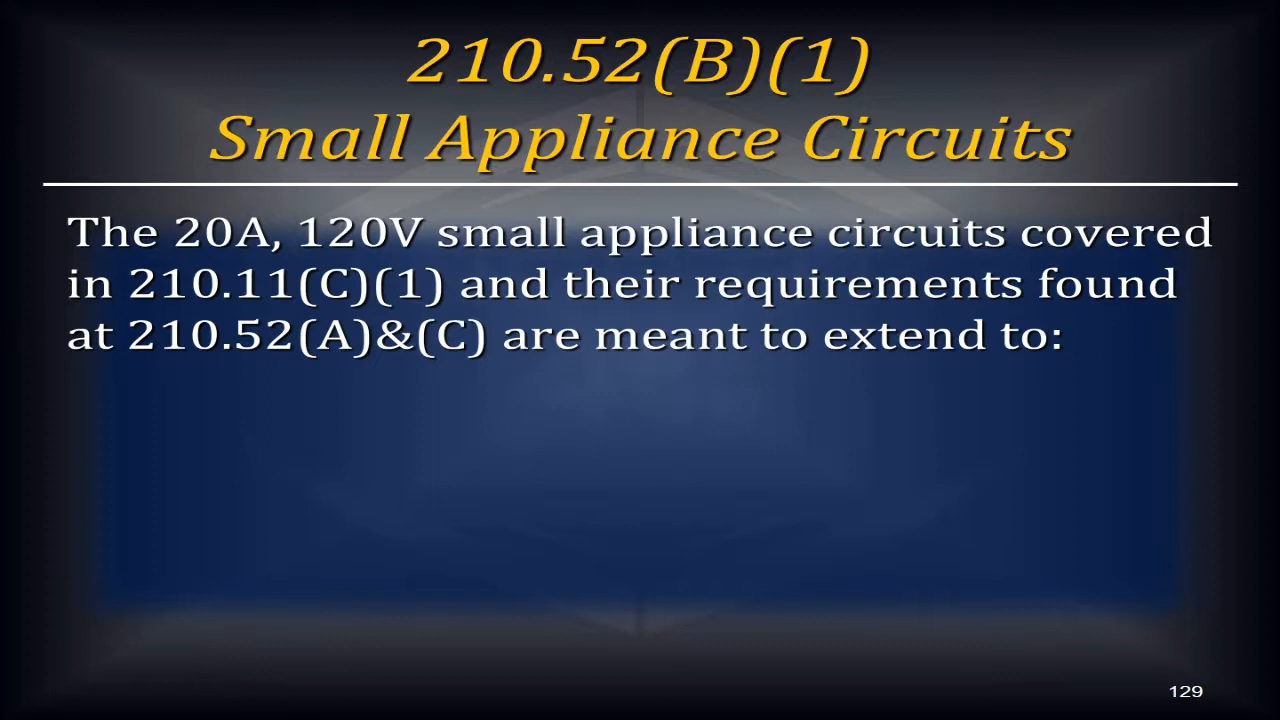 210.52(B)(1)
Small Appliance Circuits
The 20A, 120V small appliance circuits covered
in 210.11(C)(1) and their requirements found
at 210.52(A)&(C) are meant to extend to:
129